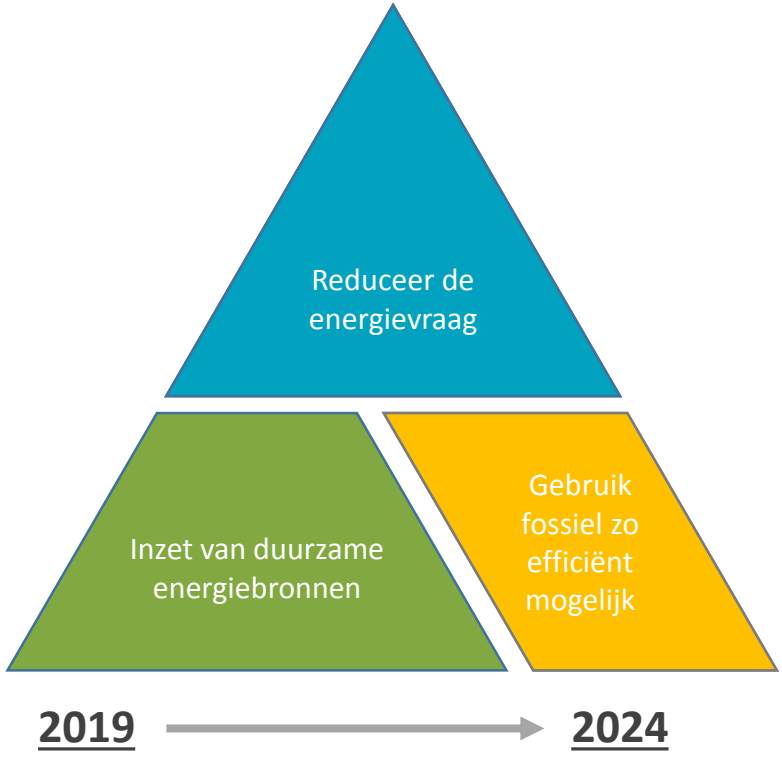 Reduceer de
energievraag
Inzet van duurzame
energiebronnen
Gebruik
fossiel zo
efficiënt
mogelijk
2019
2024